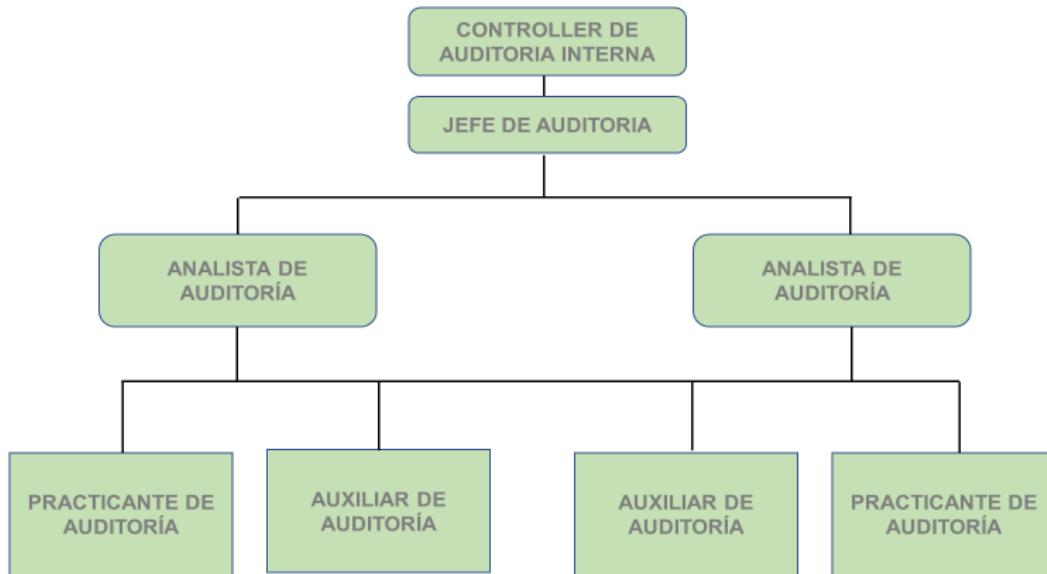 CONTROLLER DE
AUDITORIA INTERNA
JEFE DE AUDITORIA
ANALISTA DE
AUDITORÍA
ANALISTA DE
AUDITORÍA
PRACTICANTE DE
AUDITORÍA
AUXILIAR DE
AUDITORÍA
AUXILIAR DE
AUDITORÍA
PRACTICANTE DE
AUDITORÍA